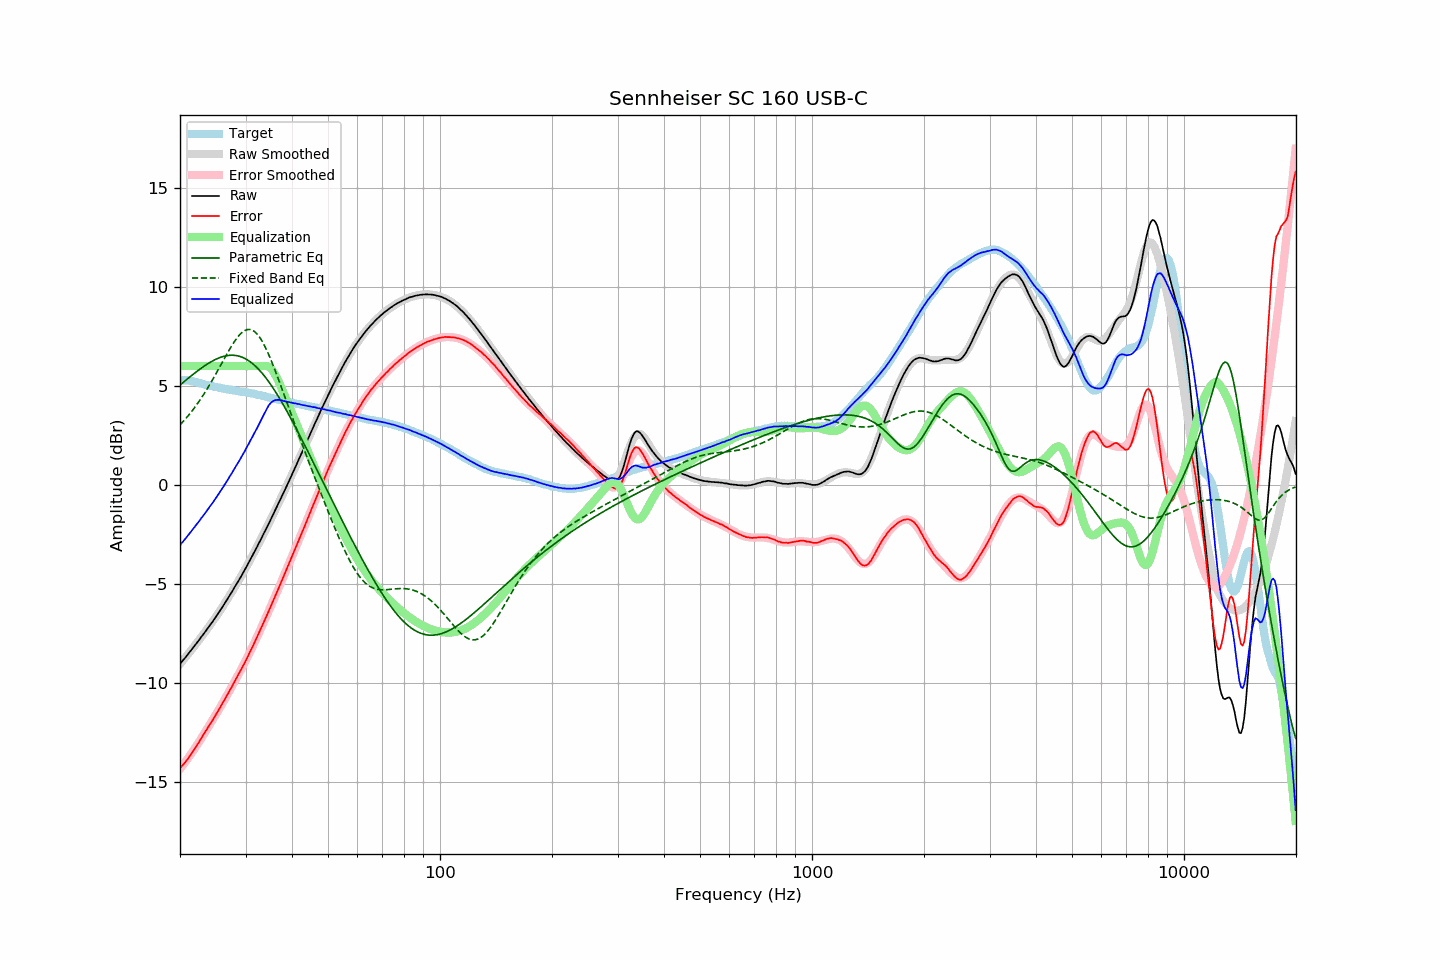 Sennheiser SC 160 USB-C
Target
Raw Smoothed
Error Smoothed
Raw
Error
Equalization
Parametric Eq
Fixed Band Eq
Equalized
15
10
5
0
−5
−10
−15
Amplitude (dBr)
100
1000
10000
Frequency (Hz)